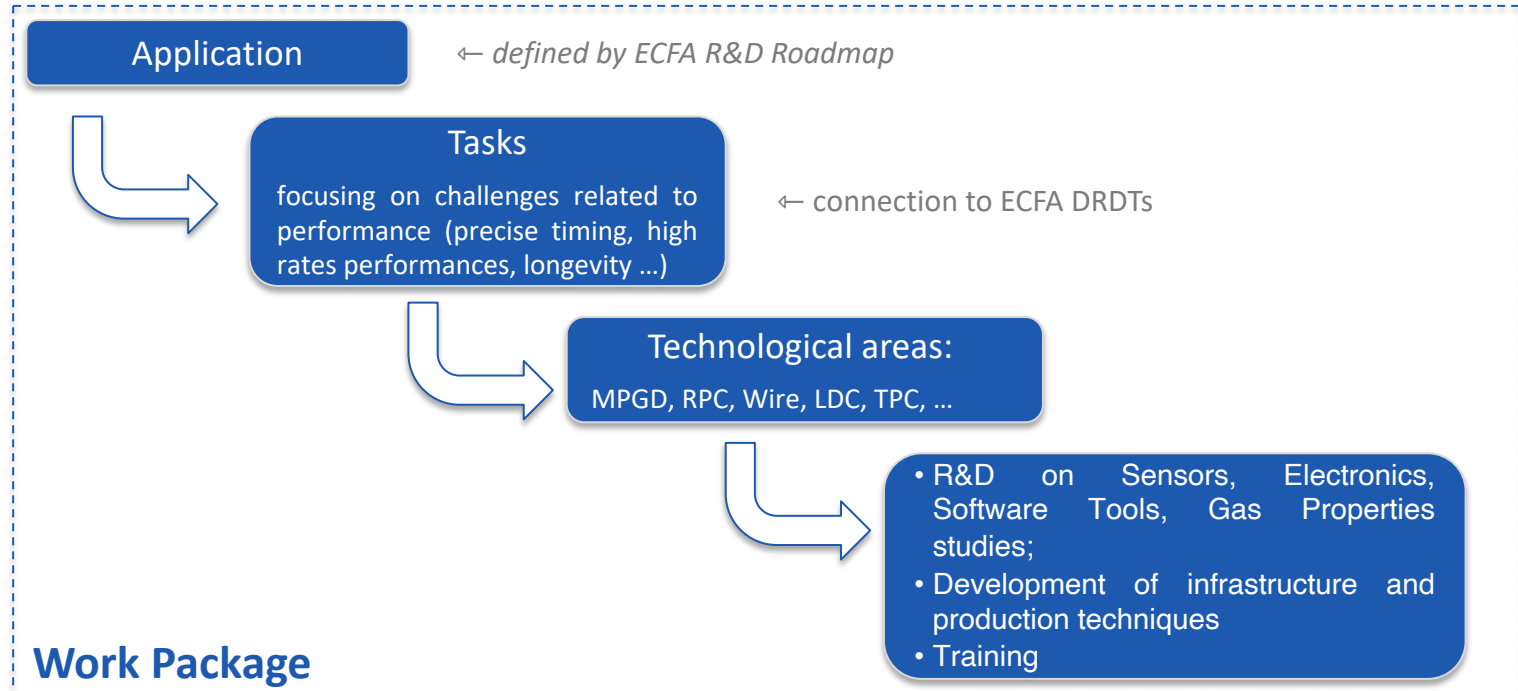 Application
⇽ defined by ECFA R&D Roadmap
Tasks
focusing on challenges related to
performance (precise timing, high
rates performances, longevity …)
⇽ connection to ECFA DRDTs
Technological areas:
MPGD, RPC, Wire, LDC, TPC, …
• R&D on Sensors, Electronics,
Software Tools, Gas Properties
studies;
• Development of infrastructure and
production techniques
• Training
Work Package